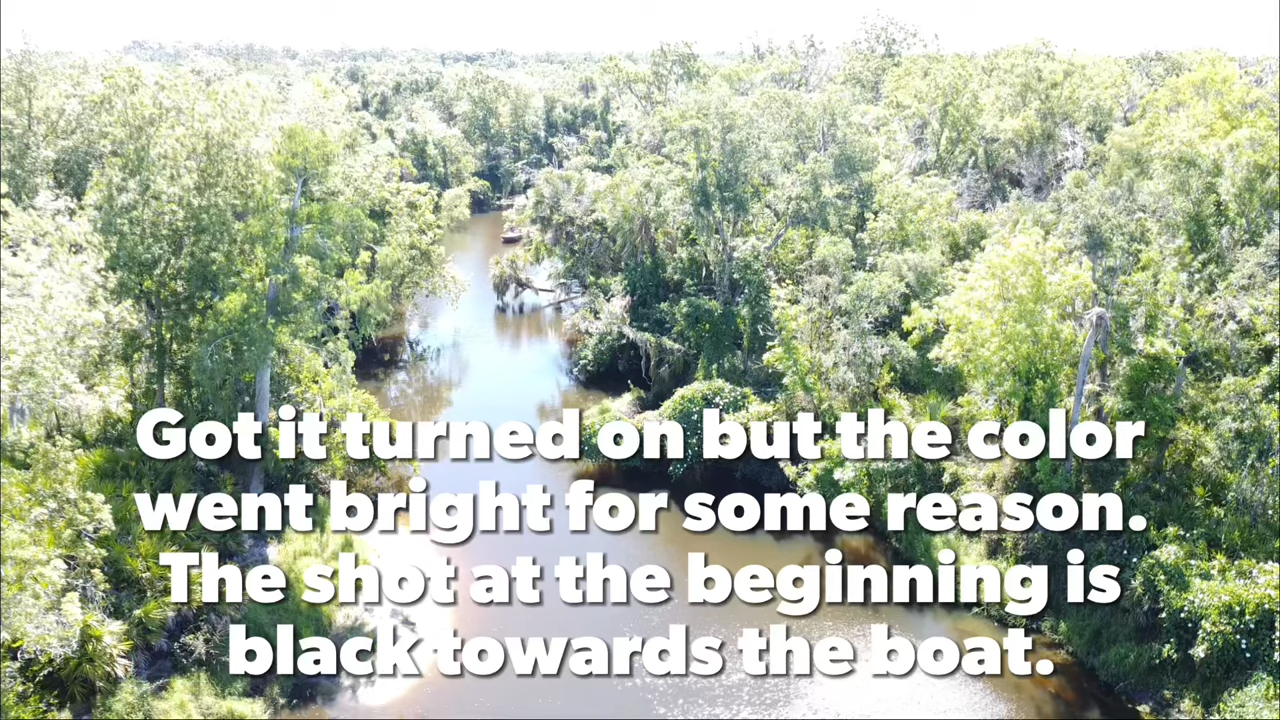 Got it turned on but the color
went bright for some reason.
The shot at the beginning is
black towards the boat.